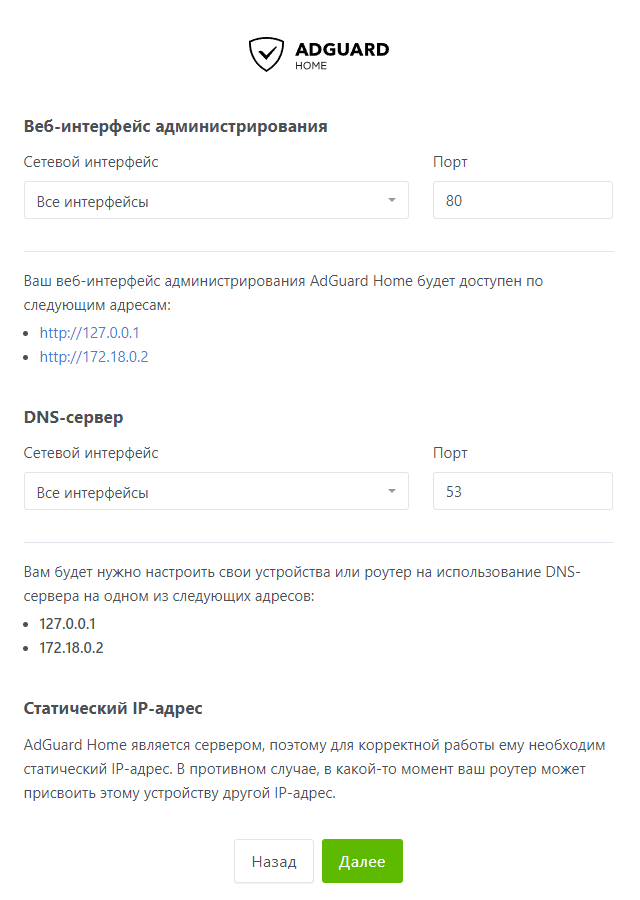 ADGUARD
HOME
Веб-интерфейс администрирования
Сетевой интерфейс
Порт
Все интерфейсы
80
Ваш веб-интерфейс администрирования AdGuard Home будет доступен по
следующим адресам:
• http://127.0.0.1
• http://172.18.0.2
DNS-сервер
Сетевой интерфейс
Порт
Все интерфейсы
53
Вам будет нужно настроить свои устройства или роутер на использование DNS-
сервера на одном из следующих адресов:
• 127.0.0.1
• 172.18.0.2
Статический IP-адрес
AdGuard Home является сервером, поэтому для корректной работы ему необходим
статический IP-адрес. В противном случае, в какой-то момент ваш роутер может
присвоить этому устройству другой IP-адрес.
Назад
Далее